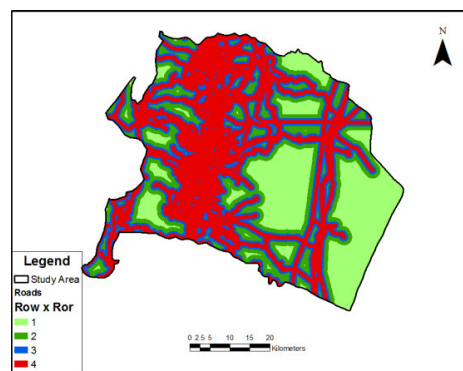 N
Legend
Study Area
Roads
Row x Ror
1
2
3
4
0 2.5 5 10 15 20
Kilometers